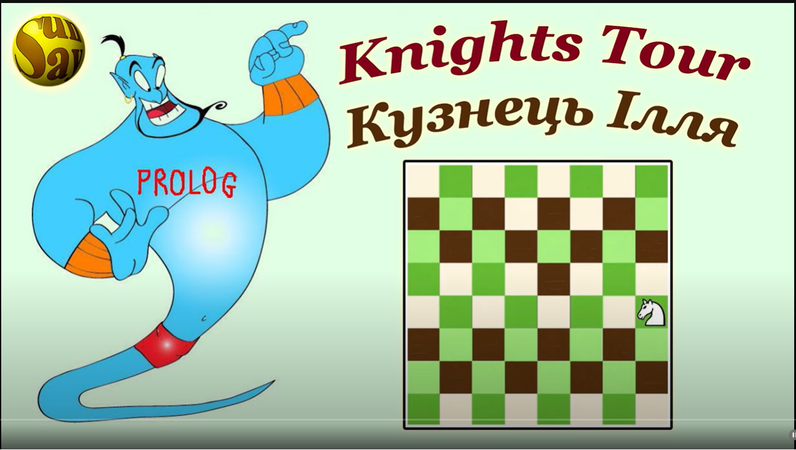 Sun
Say
Knights Tour
Кузнець Ілля
PROLOG